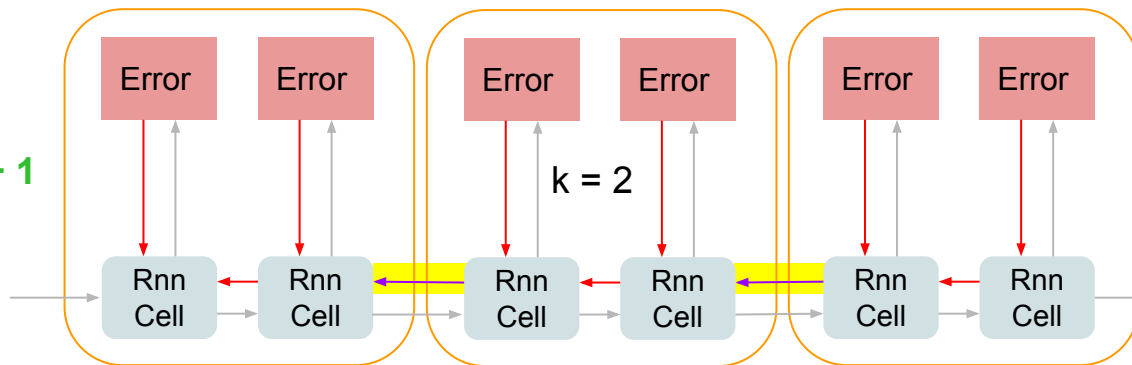 Error Error Error Error Error Error
1
k = 2
Rnn Rnn Rnn Rnn Rnn Rnn
Cell Cell Cell Cell Cell Cell